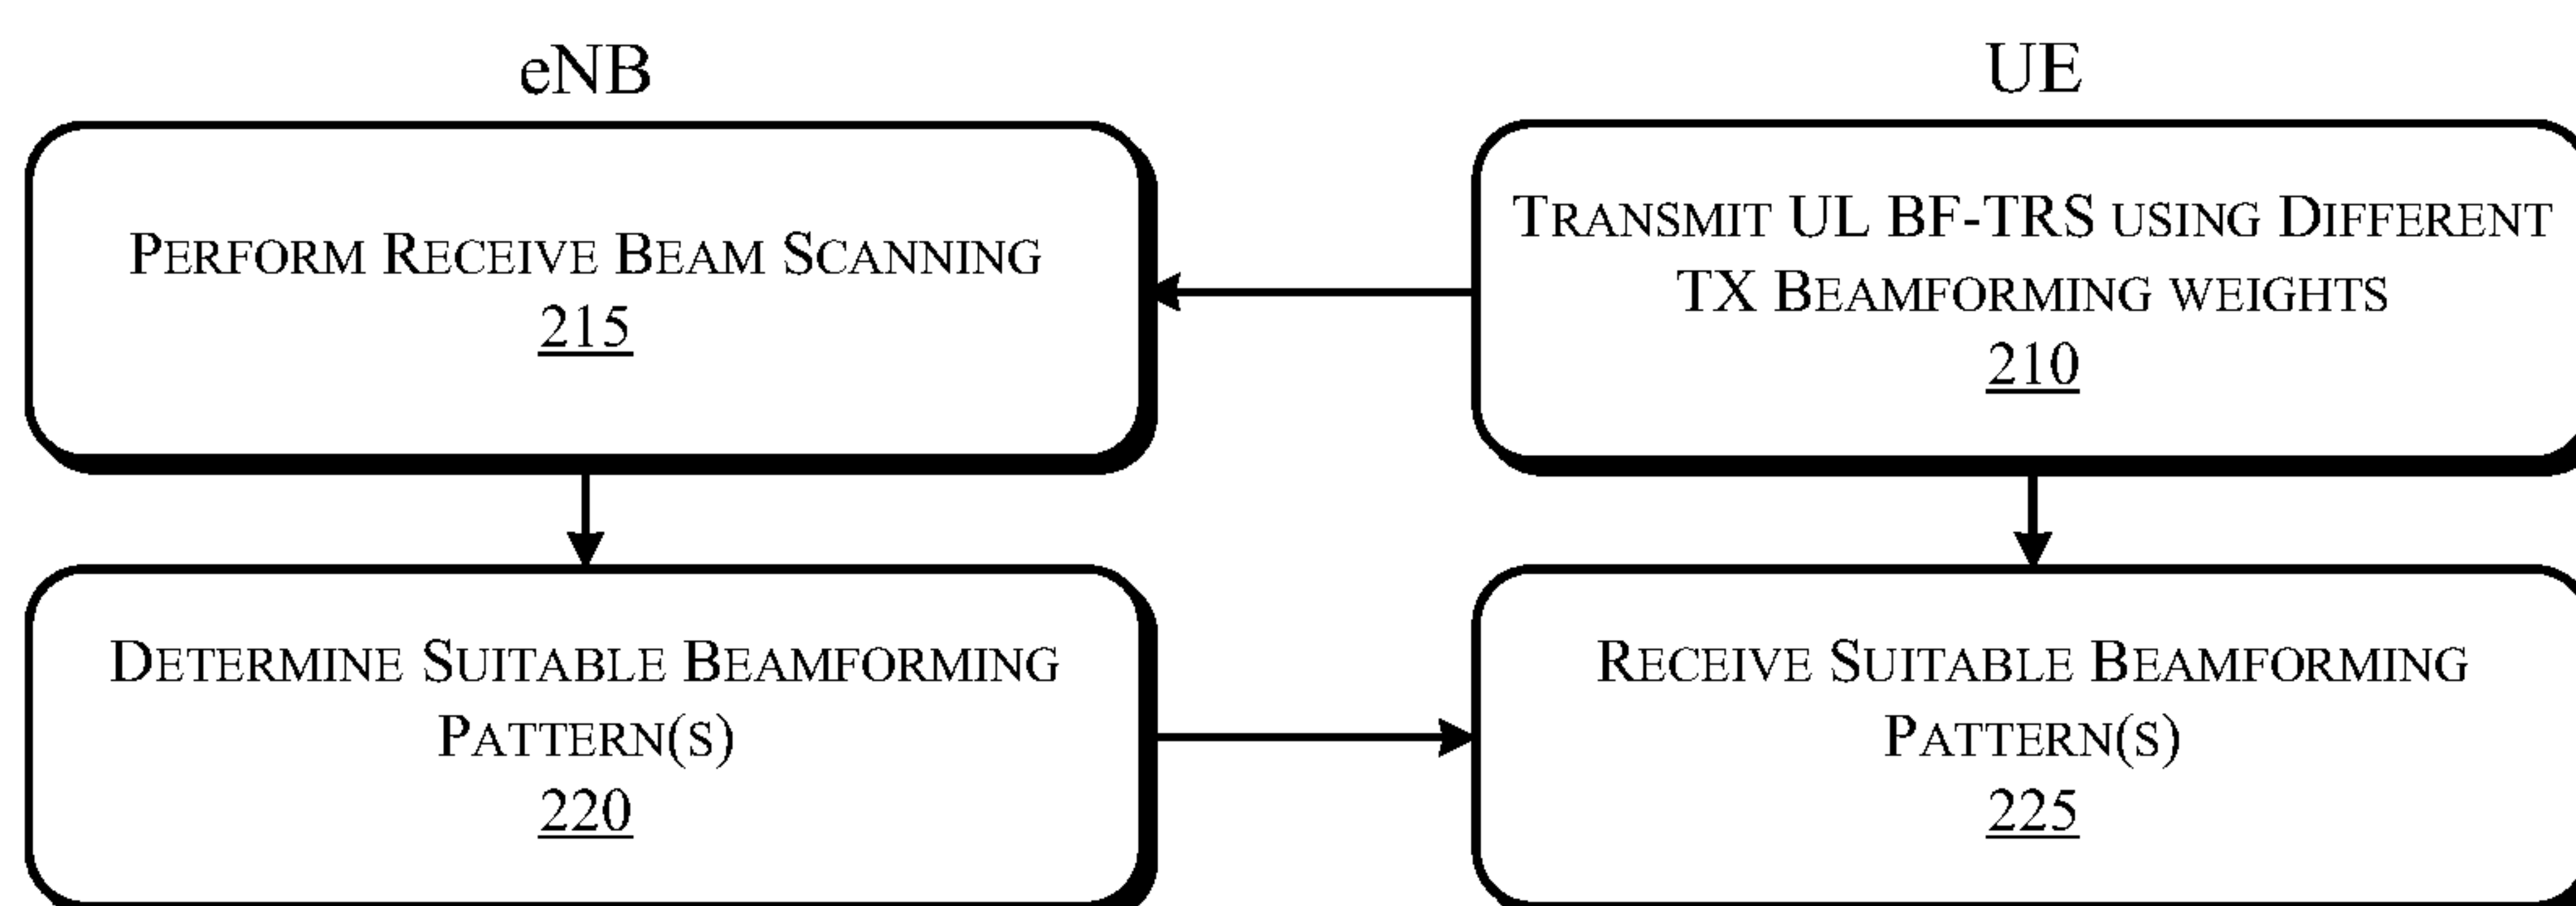 eNB
UE
PERFORM RECEIVE BEAM SCANNING
215
TRANSMIT UL BF-TRS USING DIFFERENT
TX BEAMFORMING WEIGHTS
210
DETERMINE SUITABLE BEAMFORMING
PATTERN(S)
220
RECEIVE SUITABLE BEAMFORMING
PATTERN(S)
225